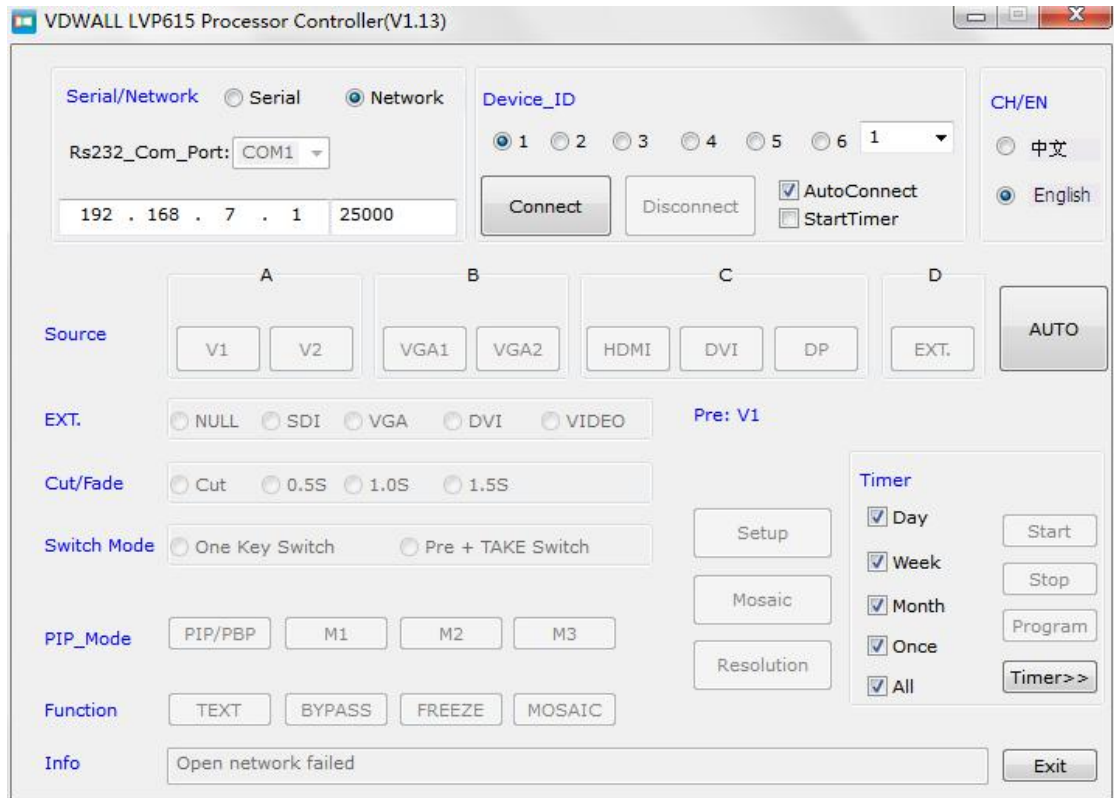 VDWALL LVP615 Processor Controller(V1.13)
Serial/Network Serial Network
Rs232_Com_Port: COM1
192 . 168 . 7 . 1 25000
Device_ID
1 2 3 4 5 6 1
Connect Disconnect
AutoConnect
StartTimer
CH/EN
中文
English
A B C D
Source V1 V2 VGA1 VGA2 HDMI DVI DP EXT. AUTO
EXT. NULL SDI VGA DVI VIDEO Pre: V1
Cut/Fade Cut 0.5S 1.0S 1.5S
Switch Mode One Key Switch Pre + TAKE Switch
PIP_Mode PIP/PBP M1 M2 M3
Function TEXT BYPASS FREEZE MOSAIC
Setup
Mosaic
Resolution
Timer
Day Start
Week Stop
Month Program
Once
All Timer>>
Info Open network failed Exit